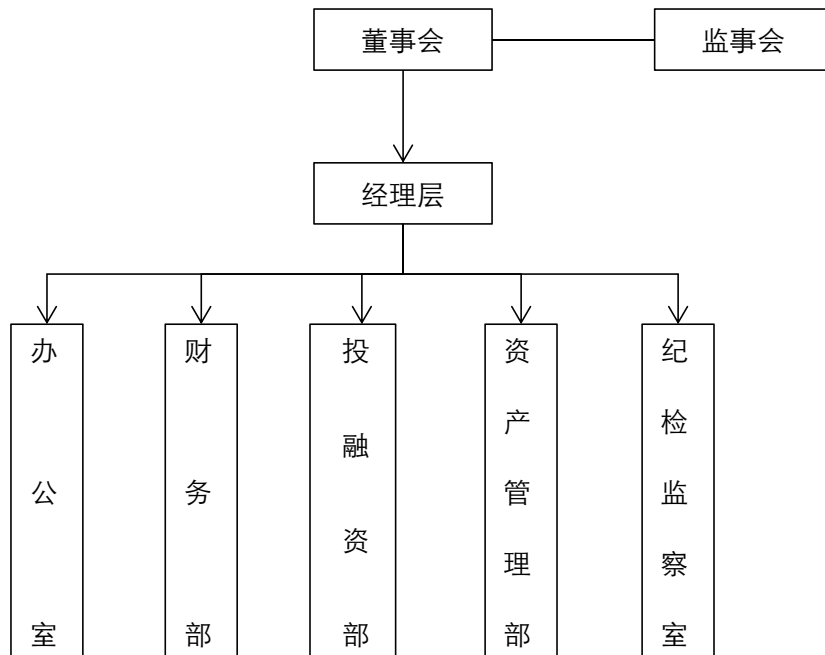 董事会
监事会
经理层
办公室
财务部
投融资部
资产管理部
纪检监察室